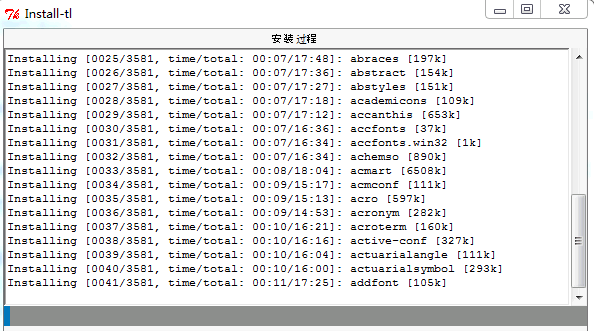 Install-tl
安装过程
Installing [0025/3581, time/total: 00:07/17:48]: abraces [197k]
Installing [0026/3581, time/total: 00:07/17:36]: abstract [154k]
Installing [0027/3581, time/total: 00:07/17:27]: abstyles [151k]
Installing [0028/3581, time/total: 00:07/17:18]: academicons [109k]
Installing [0029/3581, time/total: 00:07/17:12]: accanthis [653k]
Installing [0030/3581, time/total: 00:07/16:36]: accfonts [37k]
Installing [0031/3581, time/total: 00:07/16:34]: accfonts.win32 [1k]
Installing [0032/3581, time/total: 00:07/16:34]: achemso [890k]
Installing [0033/3581, time/total: 00:08/18:04]: acmart [6508k]
Installing [0034/3581, time/total: 00:09/15:17]: acmconf [111k]
Installing [0035/3581, time/total: 00:09/15:13]: acro [597k]
Installing [0036/3581, time/total: 00:09/14:53]: acronym [282k]
Installing [0037/3581, time/total: 00:10/16:21]: acroterm [160k]
Installing [0038/3581, time/total: 00:10/16:16]: active-conf [327k]
Installing [0039/3581, time/total: 00:10/16:04]: actuarialangle [111k]
Installing [0040/3581, time/total: 00:10/16:00]: actuarialsymbol [293k]
Installing [0041/3581, time/total: 00:11/17:25]: addfont [105k]